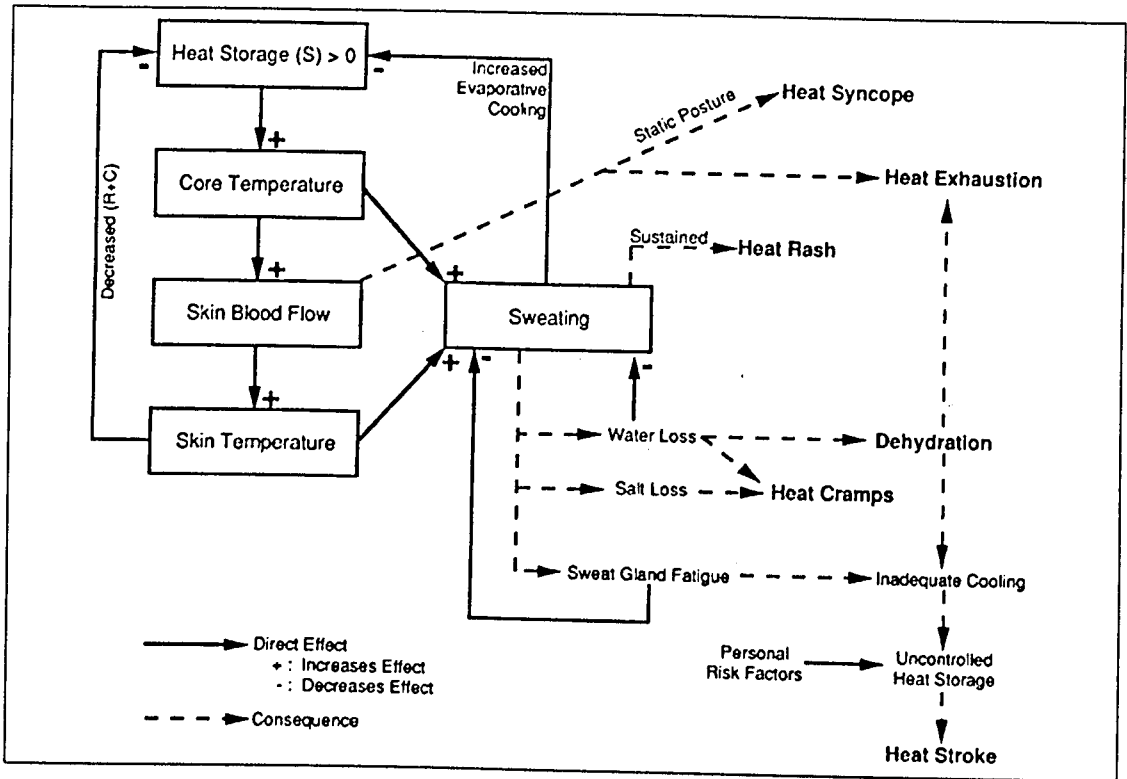 Heat Storage (S) > 0
-
-
Increased
Evaporative
Cooling
Static Posture
Heat Syncope
+
Decreased (R+C)
Core Temperature
Heat Exhaustion
+
Sustained
Heat Rash
+
Skin Blood Flow
Sweating
+
-
-
+
Skin Temperature
Water Loss
Dehydration
Salt Loss
Heat Cramps
Sweat Gland Fatigue
Inadequate Cooling
Direct Effect
+ : Increases Effect
- : Decreases Effect
Personal
Risk Factors
Uncontrolled
Heat Storage
Consequence
Heat Stroke